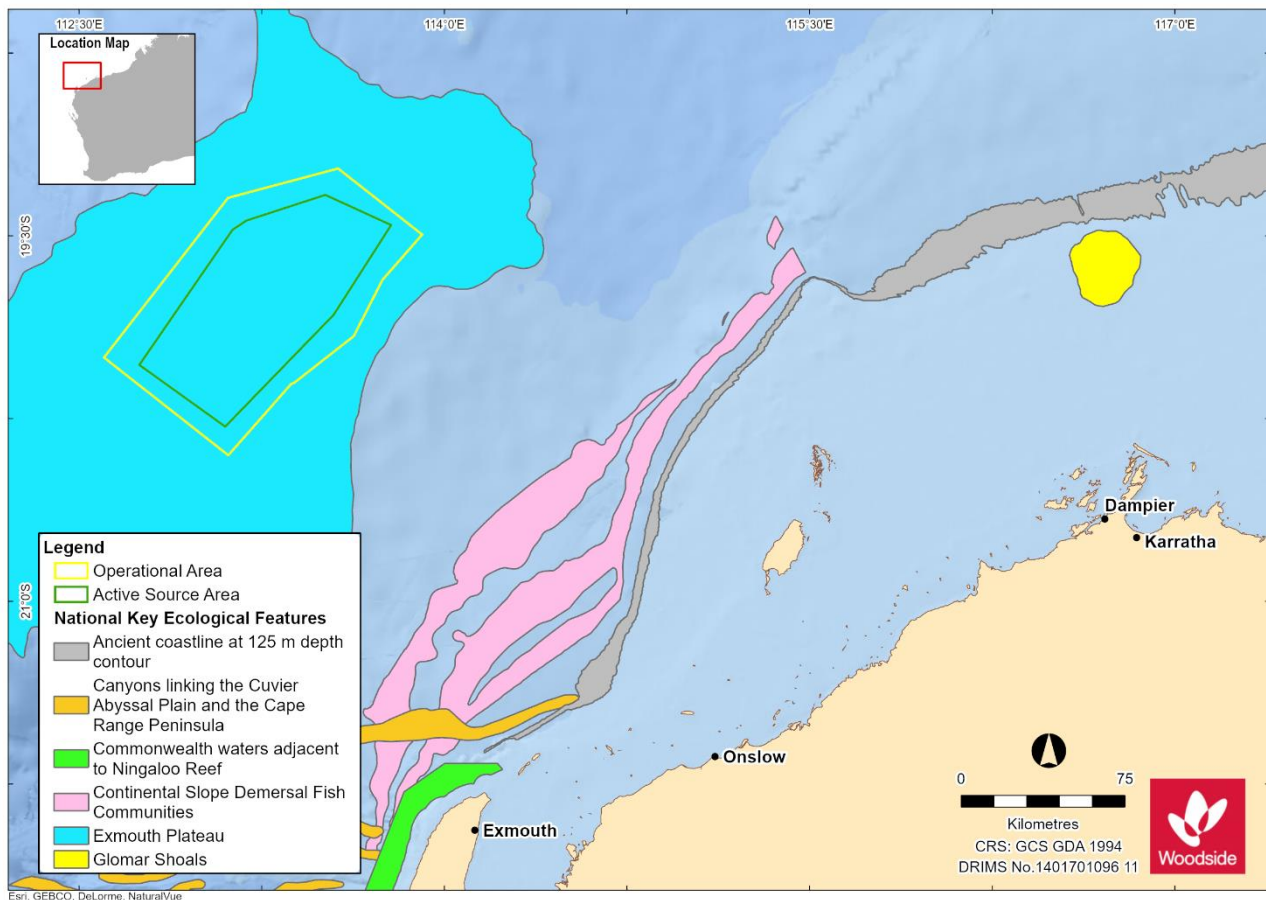 112°30'E
114°0'E
115°30'E
117°0'E
Location Map
19°30'S
21°0'S
Dampier
Karratha
Onslow
Exmouth
Legend
Operational Area
Active Source Area
National Key Ecological Features
Ancient coastline at 125 m depth
contour
Canyons linking the Cuvier
Abyssal Plain and the Cape
Range Peninsula
Commonwealth waters adjacent
to Ningaloo Reef
Continental Slope Demersal Fish
Communities
Exmouth Plateau
Glomar Shoals
0 75
Kilometres
CRS: GCS GDA 1994
DRIMS No.1401701096 11
Woodside
Esri, GEBCO, DeLorme, NaturalVue